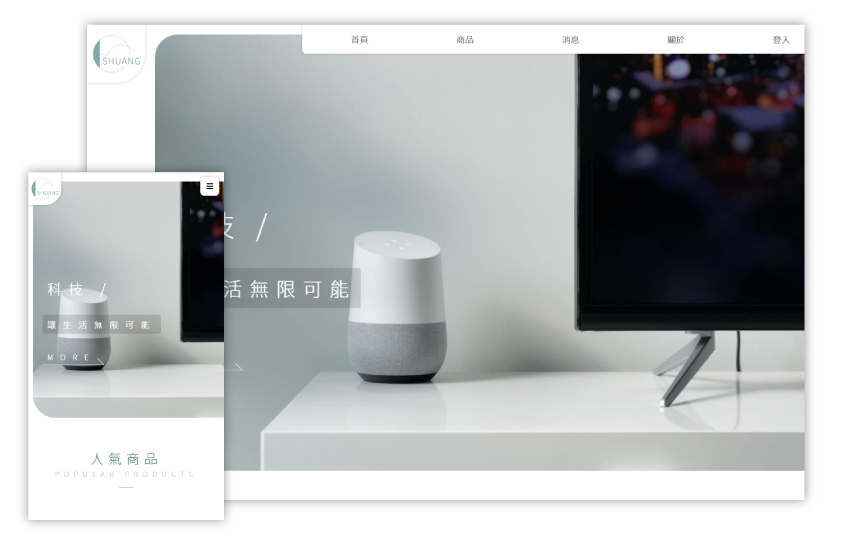 SHUANG
首頁 商品 消息 關於 登入
技 /
活無限可能
SHUANG
科技 /
讓生活無限可能
MORE
人氣商品
POPULAR PRODUCTS